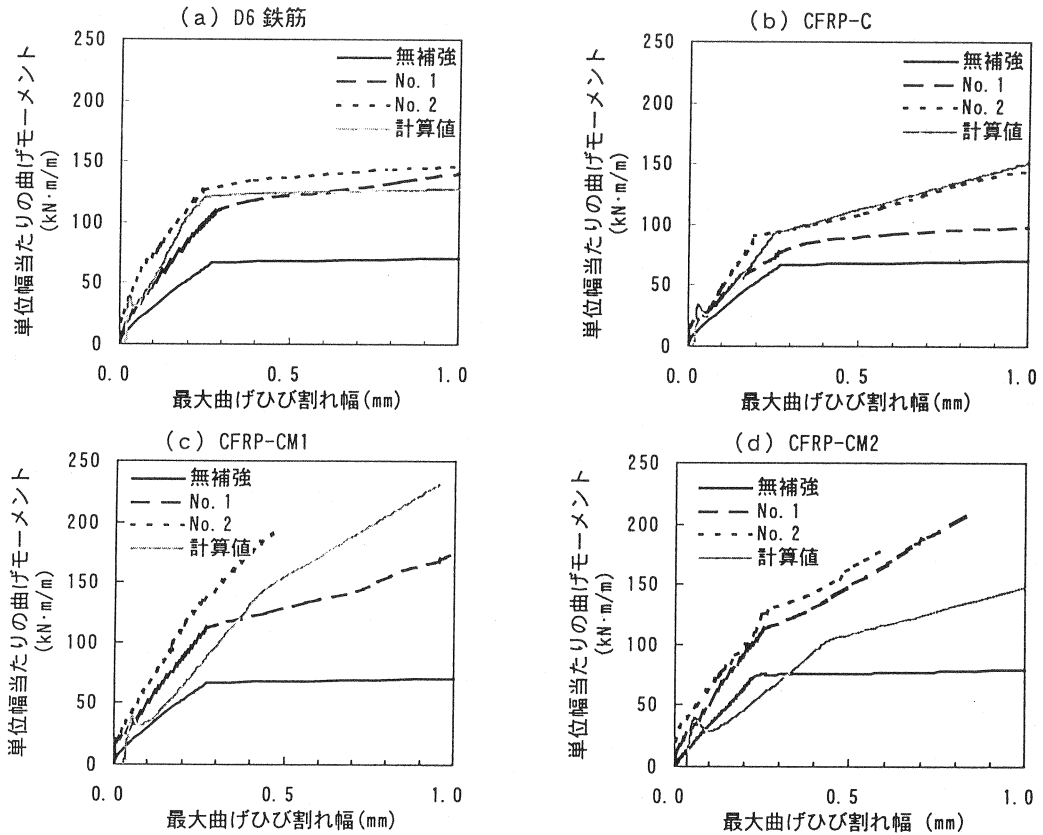 (a) D6 鉄筋
250
200
150
100
50
0
単位幅当たりの曲げモーメント
(kN·m/m)
無補強
No. 1
No. 2
計算値
0.0
0.5
1.0
最大曲げひび割れ幅(mm)
(b) CFRP-C
250
200
150
100
50
0
単位幅当たりの曲げモーメント
(kN·m/m)
無補強
No. 1
No. 2
計算値
0.0
0.5
1.0
最大曲げひび割れ幅(mm)
(c) CFRP-CM1
250
200
150
100
50
0
単位幅当たりの曲げモーメント
(kN·m/m)
無補強
No. 1
No. 2
計算値
0.0
0.5
1.0
最大曲げひび割れ幅(mm)
(d) CFRP-CM2
250
200
150
100
50
0
単位幅当たりの曲げモーメント
(kN·m/m)
無補強
No. 1
No. 2
計算値
0.0
0.5
1.0
最大曲げひび割れ幅 (mm)